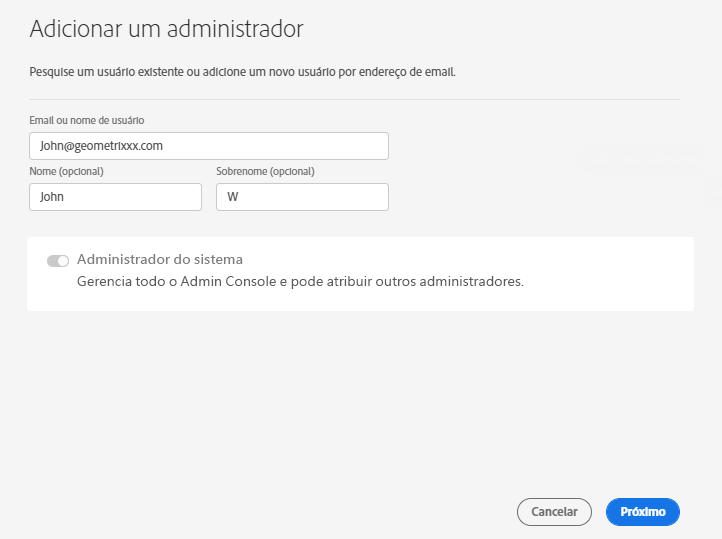 Adicionar um administrador
Pesquise um usuário existente ou adicione um novo usuário por endereço de email.
Email ou nome de usuário
John@geometrixxx.com
Nome (opcional) Sobrenome (opcional)
John W
Administrador do sistema
Gerencia todo o Admin Console e pode atribuir outros administradores.
Cancelar Próximo